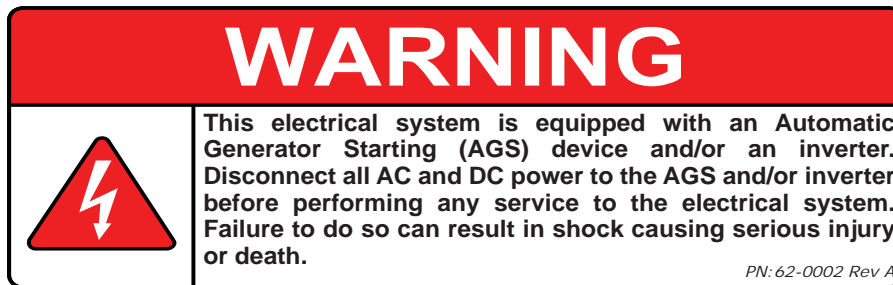 WARNING
This electrical system is equipped with an Automatic
Generator Starting (AGS) device and/or an inverter.
Disconnect all AC and DC power to the AGS and/or inverter
before performing any service to the electrical system.
Failure to do so can result in shock causing serious injury
or death.
PN:62-0002 Rev A